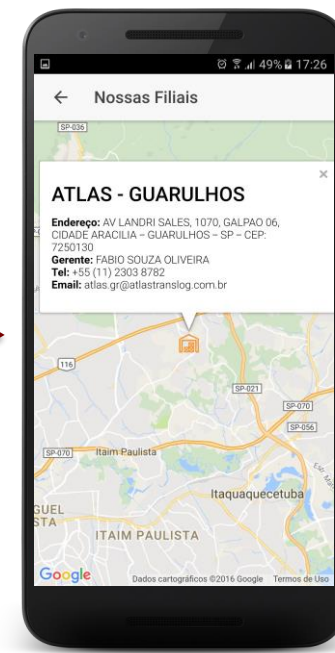 49% 17:26
← Nossas Filiais
SP-036
×
ATLAS - GUARULHOS
Endereço: AV LANDRI SALES, 1070, GALPAO 06,
CIDADE ARACILIA – GUARULHOS – SP – CEP:
7250130
Gerente: FABIO SOUZA OLIVEIRA
Tel: +55 (11) 2303 8782
Email: atlas.gr@atlastranslog.com.br
116
SP-021
SP-070
SP-056
SP-070
Itaim Paulista
Itaquaquecetuba
GUEL
STA
ITAIM PAULISTA
Google
Dados cartográficos ©2016 Google
Termos de Uso